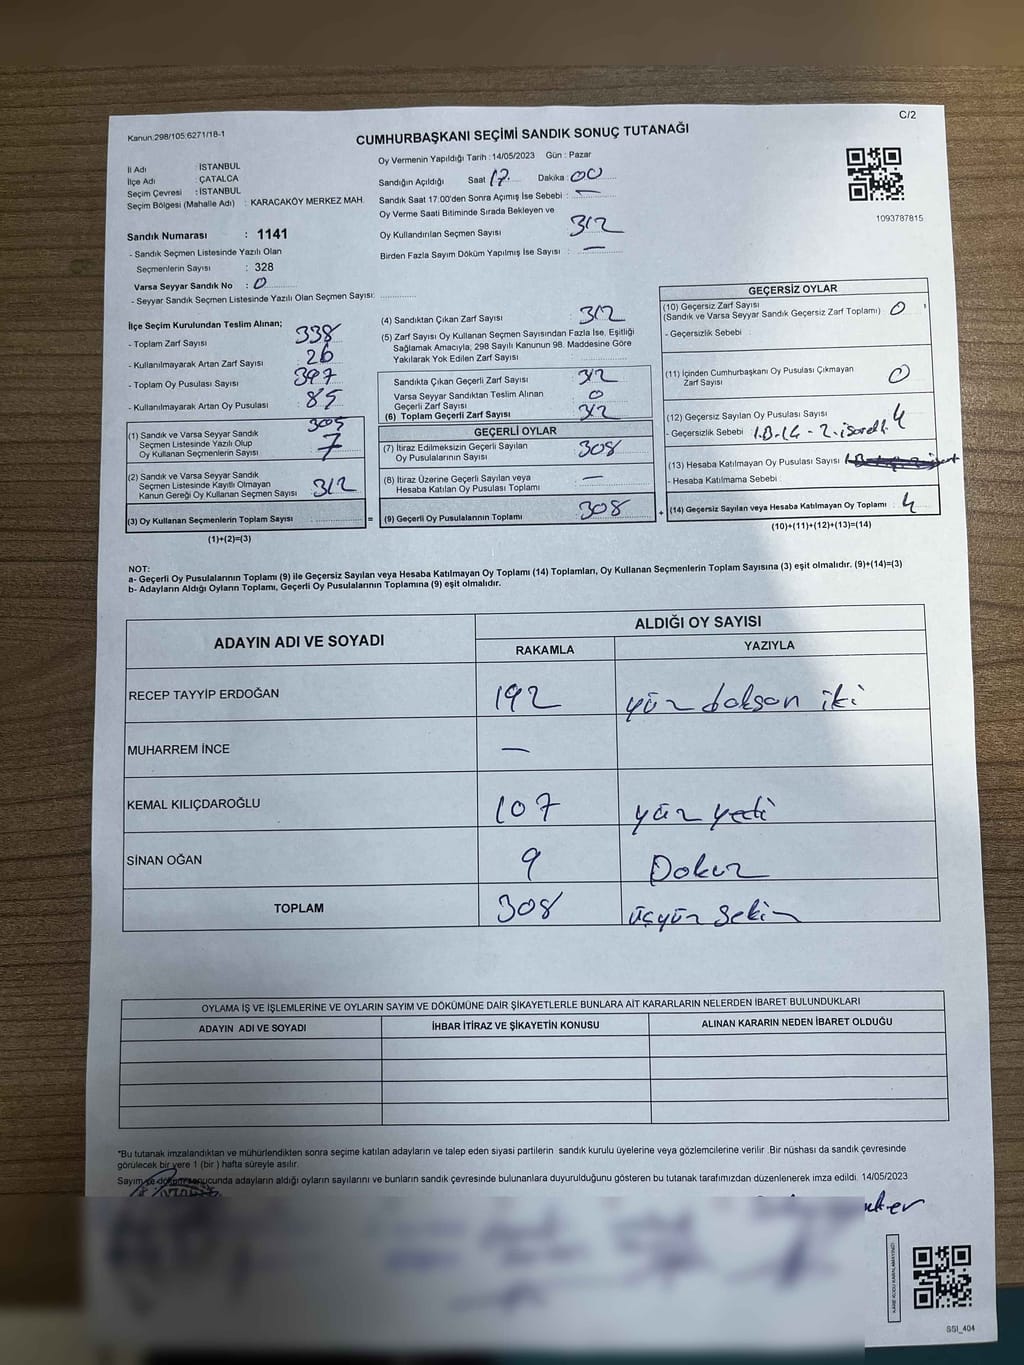 C/2
Kanun:298/105;6271/18-1
CUMHURBAŞKANI SEÇİMİ SANDIK SONUÇ TUTANAĞI
İl Adı : İSTANBUL
İlçe Adı : ÇATALCA
Seçim Çevresi : İSTANBUL
Seçim Bölgesi (Mahalle Adı) : KARACAKÖY MERKEZ MAH.
Sandık Numarası : 1141
- Sandık Seçmen Listesinde Yazılı Olan
Seçmenlerin Sayısı : 328
Varsa Seyyar Sandık No : 0
- Seyyar Sandık Seçmen Listesinde Yazılı Olan Seçmen Sayısı:
Oy Vermenin Yapıldığı Tarih :14/05/2023 Gün : Pazar
Sandığın Açıldığı Saat 17 Dakika : 00
Sandık Saat 17:00'den Sonra Açımış İse Sebebi : —
Oy Verme Saati Bitiminde Sırada Bekleyen ve
Oy Kullandırılan Seçmen Sayısı 312
Birden Fazla Sayım Döküm Yapılmış İse Sayısı : —
1093787815
İlçe Seçim Kurulundan Teslim Alınan;
- Toplam Zarf Sayısı 338
- Kullanılmayarak Artan Zarf Sayısı 26
- Toplam Oy Pusulası Sayısı 397
- Kullanılmayarak Artan Oy Pusulası 85
(1) Sandık ve Varsa Seyyar Sandık 305
Seçmen Listesinde Yazılı Olup 7
Oy Kullanan Seçmenlerin Sayısı
(2) Sandık ve Varsa Seyyar Sandık
Seçmen Listesinde Kayıtlı Olmayan
Kanun Gereği Oy Kullanan Seçmen Sayısı 312
(3) Oy Kullanan Seçmenlerin Toplam Sayısı =
(1)+(2)=(3)
(4) Sandıktan Çıkan Zarf Sayısı 312
(5) Zarf Sayısı Oy Kullanan Seçmen Sayısından Fazla İse, Eşitliği
Sağlamak Amacıyla, 298 Sayılı Kanunun 98. Maddesine Göre
Yakılarak Yok Edilen Zarf Sayısı
Sandıkta Çıkan Geçerli Zarf Sayısı 312
Varsa Seyyar Sandıktan Teslim Alınan 0
Geçerli Zarf Sayısı
(6) Toplam Geçerli Zarf Sayısı 312
GEÇERLİ OYLAR
(7) İtiraz Edilmeksizin Geçerli Sayılan 308
Oy Pusulalarının Sayısı
(8) İtiraz Üzerine Geçerli Sayılan veya —
Hesaba Katılan Oy Pusulası Toplamı
(9) Geçerli Oy Pusulalarının Toplamı 308 +
GEÇERSİZ OYLAR
(10) Geçersiz Zarf Sayısı 0
(Sandık ve Varsa Seyyar Sandık Geçersiz Zarf Toplamı)
- Geçersizlik Sebebi :
(11) İçinden Cumhurbaşkanı Oy Pusulası Çıkmayan 0
Zarf Sayısı
(12) Geçersiz Sayılan Oy Pusulası Sayısı 4
- Geçersizlik Sebebi
(13) Hesaba Katılmayan Oy Pusulası Sayısı
- Hesaba Katılmama Sebebi :
(14) Geçersiz Sayılan veya Hesaba Katılmayan Oy Toplamı : 4
(10)+(11)+(12)+(13)=(14)
NOT:
a- Geçerli Oy Pusulalarının Toplamı (9) ile Geçersiz Sayılan veya Hesaba Katılmayan Oy Toplamı (14) Toplamları, Oy Kullanan Seçmenlerin Toplam Sayısına (3) eşit olmalıdır. (9)+(14)=(3)
b- Adayların Aldığı Oyların Toplamı, Geçerli Oy Pusulalarının Toplamına (9) eşit olmalıdır.
ADAYIN ADI VE SOYADI ALDIĞI OY SAYISI
RAKAMLA YAZIYLA
RECEP TAYYİP ERDOĞAN 192 yüz doksan iki
MUHARREM İNCE —
KEMAL KILIÇDAROĞLU 107 yüz yedi
SİNAN OĞAN 9 Dokuz
TOPLAM 308 üçyüz sekiz
OYLAMA İŞ VE İŞLEMLERİNE VE OYLARIN SAYIM VE DÖKÜMÜNE DAİR ŞİKAYETLERLE BUNLARA AİT KARARLARIN NELERDEN İBARET BULUNDUKLARI
ADAYIN ADI VE SOYADI İHBAR İTİRAZ VE ŞİKAYETİN KONUSU ALINAN KARARIN NEDEN İBARET OLDUĞU
*Bu tutanak imzalandıktan ve mühürlendikten sonra seçime katılan adayların ve talep eden siyasi partilerin sandık kurulu üyelerine veya gözlemcilerine verilir .Bir nüshası da sandık çevresinde
görülecek bir yere 1 (bir ) hafta süreyle asılır.
Sayım ve döküm sonucunda adayların aldığı oyların sayılarını ve bunların sandık çevresinde bulunanlara duyurulduğunu gösteren bu tutanak tarafımızdan düzenlenerek imza edildi. 14/05/2023
KARE KODU KARALAMAYINIZ!
SSI_404